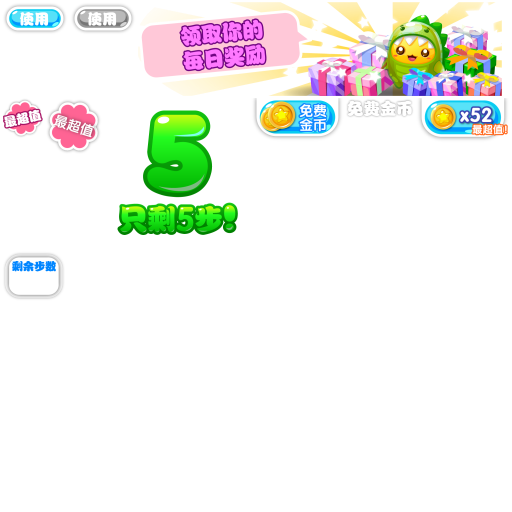 使用
使用
领取你的
每日奖励
最超值
最超值
5
只剩5步!
免费
金币
免费金币
x52
最超值!
剩余步数